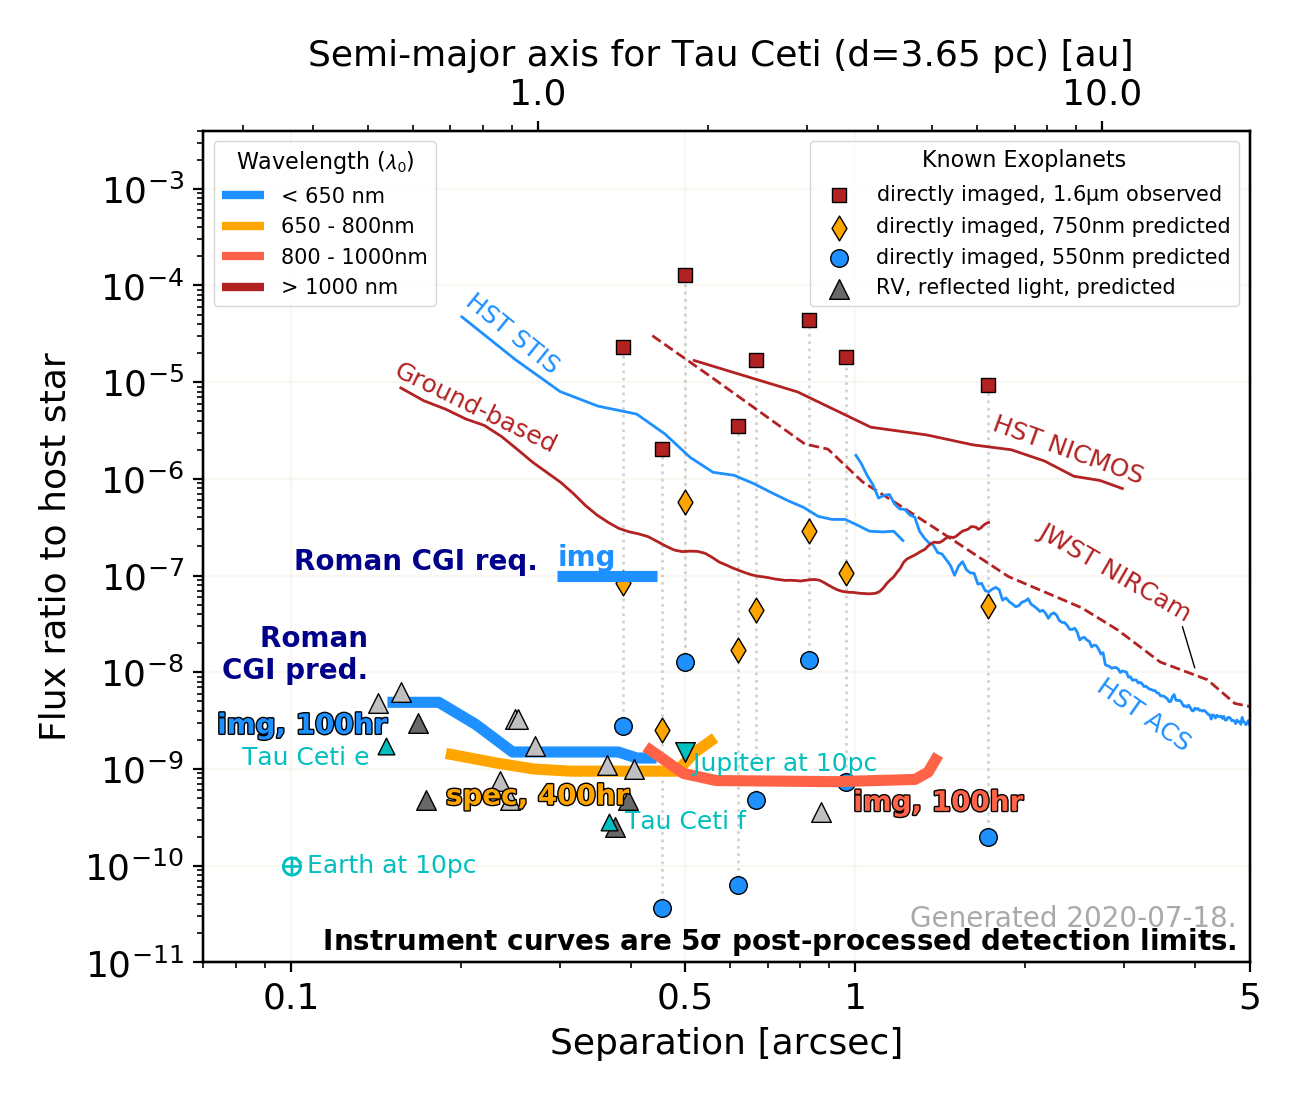 Semi-major axis for Tau Ceti (d=3.65 pc) [au]
1.0 10.0
Wavelength (λ₀)
< 650 nm
650 - 800nm
800 - 1000nm
> 1000 nm
Known Exoplanets
directly imaged, 1.6μm observed
directly imaged, 750nm predicted
directly imaged, 550nm predicted
RV, reflected light, predicted
Flux ratio to host star
10⁻³
10⁻⁴
10⁻⁵
10⁻⁶
10⁻⁷
10⁻⁸
10⁻⁹
10⁻¹⁰
10⁻¹¹
HST STIS
Ground-based
HST NICMOS
JWST NIRCam
HST ACS
Roman CGI req.
img
Roman
CGI pred.
img, 100hr
Tau Ceti e
Jupiter at 10pc
spec, 400hr
img, 100hr
Tau Ceti f
Earth at 10pc
Generated 2020-07-18.
Instrument curves are 5σ post-processed detection limits.
0.1 0.5 1 5
Separation [arcsec]